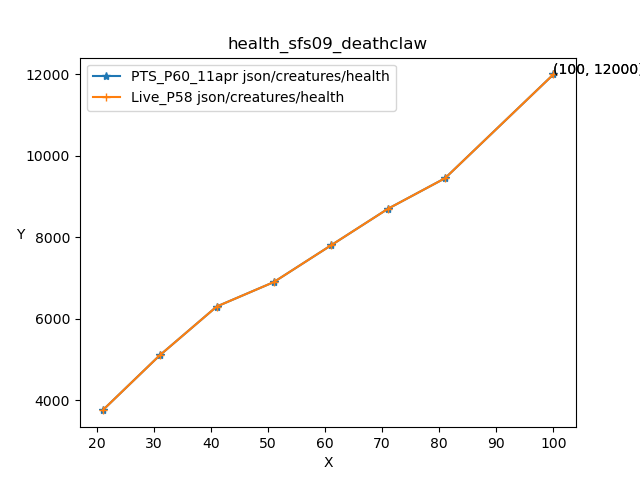 health_sfs09_deathclaw
PTS_P60_11apr json/creatures/health
Live_P58 json/creatures/health
(100, 12000)
12000
10000
8000
6000
4000
Y
20 30 40 50 60 70 80 90 100
X